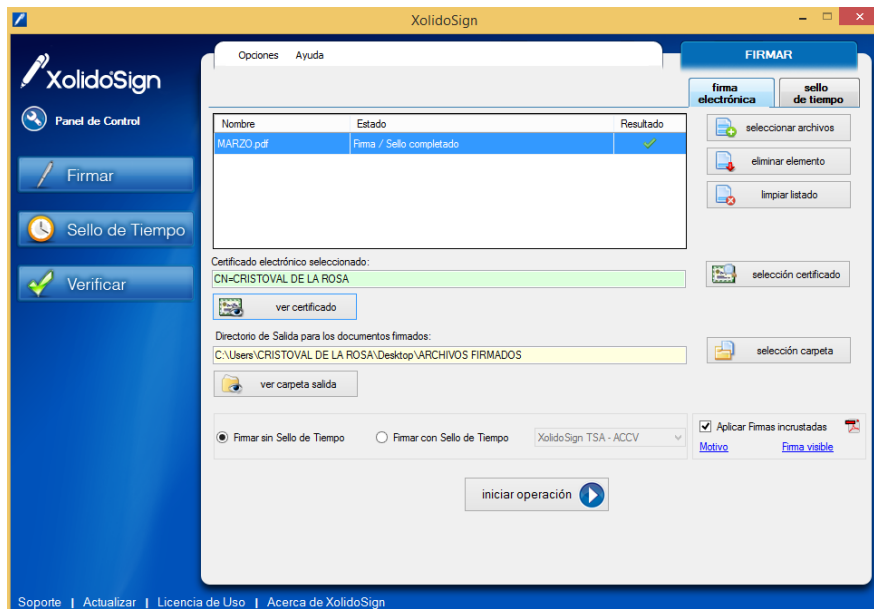 XolidoSign
XolidoSign
Panel de Control
Firmar
Sello de Tiempo
Verificar
Opciones Ayuda
FIRMAR
firma electrónica
sello de tiempo
Nombre Estado Resultado
MARZO.pdf Firma / Sello completado
seleccionar archivos
eliminar elemento
limpiar listado
Certificado electrónico seleccionado:
CN=CRISTOVAL DE LA ROSA
selección certificado
ver certificado
Directorio de Salida para los documentos firmados:
C:\Users\CRISTOVAL DE LA ROSA\Desktop\ARCHIVOS FIRMADOS
selección carpeta
ver carpeta salida
Firmar sin Sello de Tiempo Firmar con Sello de Tiempo XolidoSign TSA - ACCV
Aplicar Firmas incrustadas
Motivo Firma visible
iniciar operación
Soporte | Actualizar | Licencia de Uso | Acerca de XolidoSign